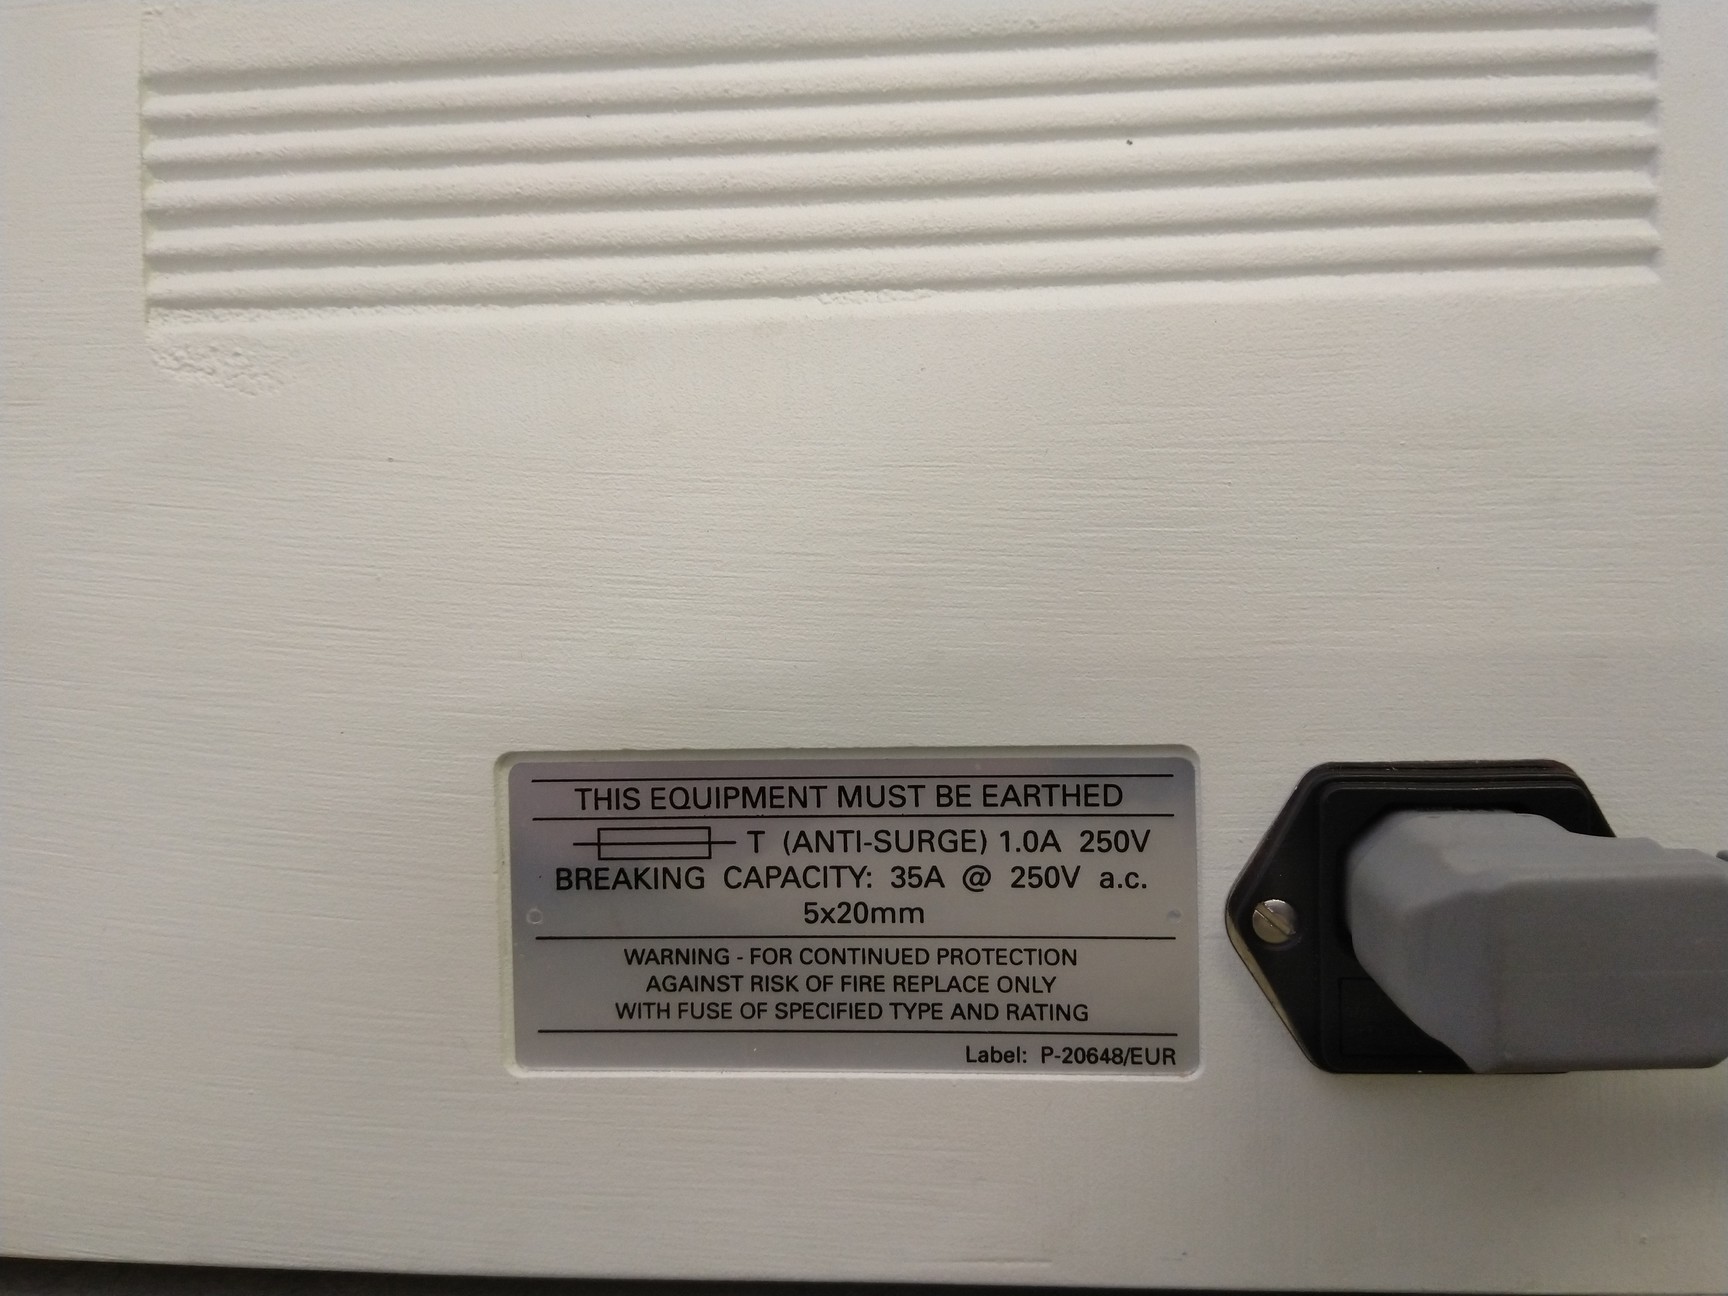 THIS EQUIPMENT MUST BE EARTHED
T (ANTI-SURGE) 1.0A 250V
BREAKING CAPACITY: 35A @ 250V a.c.
5x20mm
WARNING - FOR CONTINUED PROTECTION
AGAINST RISK OF FIRE REPLACE ONLY
WITH FUSE OF SPECIFIED TYPE AND RATING
Label: P-20648/EUR